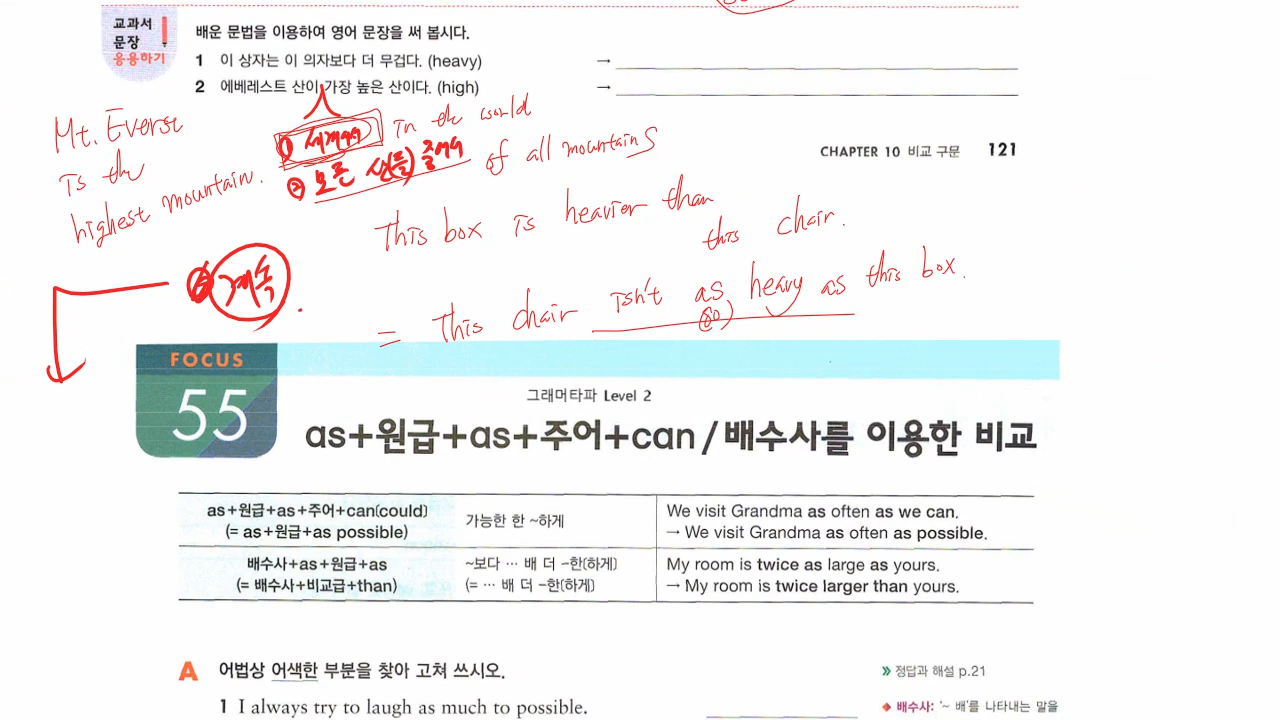 교과서
문장
응용하기
배운 문법을 이용하여 영어 문장을 써 봅시다.
1 이 상자는 이 의자보다 더 무겁다. (heavy) →
2 에베레스트 산이 가장 높은 산이다. (high) →
Mt. Everse
is the
highest mountain.
① 세계에서 in the world
② 모든 산(들) 중에서 of all mountains
CHAPTER 10 비교 구문 121
This box is heavier than
this chair.
계속
= This chair isn't as heavy as this box.
(so)
FOCUS
55
그래머타파 Level 2
as+원급+as+주어+can/배수사를 이용한 비교
as+원급+as+주어+can(could)
(= as+원급+as possible)
가능한 한 ~하게
We visit Grandma as often as we can.
→ We visit Grandma as often as possible.
배수사+as+원급+as
(= 배수사+비교급+than)
~보다 … 배 더 –한(하게)
(= … 배 더 –한(하게)
My room is twice as large as yours.
→ My room is twice larger than yours.
A 어법상 어색한 부분을 찾아 고쳐 쓰시오.
» 정답과 해설 p.21
1 I always try to laugh as much to possible.
◆ 배수사: '~ 배'를 나타내는 말을